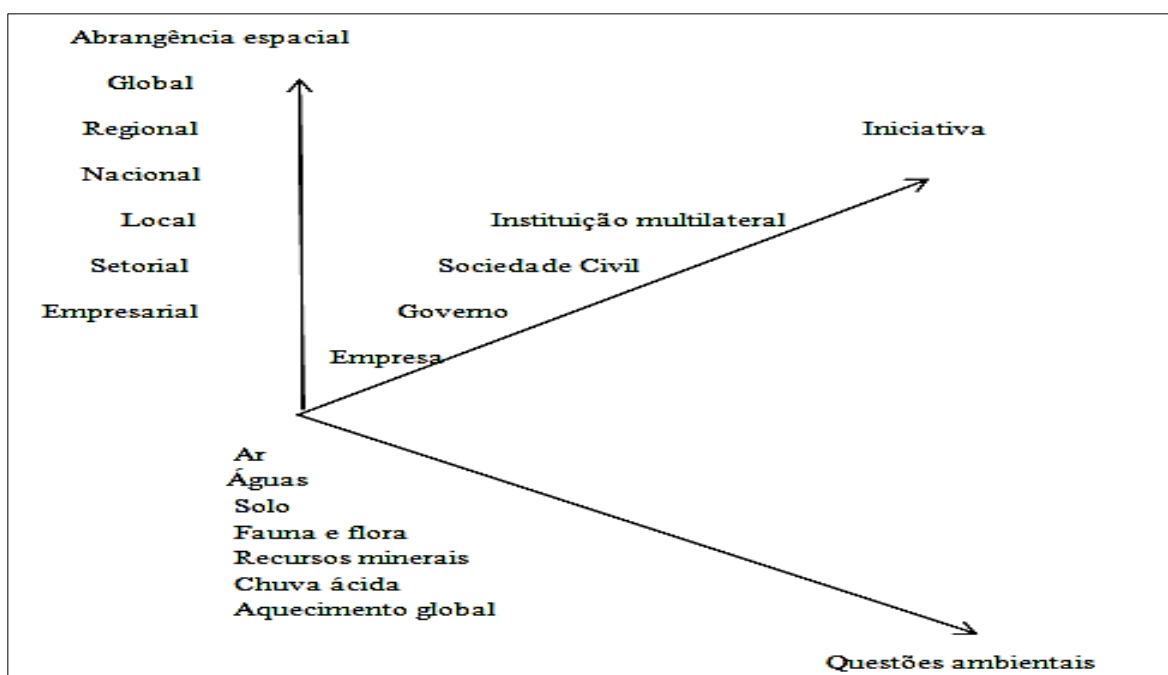 Abrangência espacial
Global
Regional
Iniciativa
Nacional
Local
Instituição multilateral
Setorial
Sociedade Civil
Empresarial
Governo
Empresa
Ar
Águas
Solo
Fauna e flora
Recursos minerais
Chuva ácida
Aquecimento global
Questões ambientais